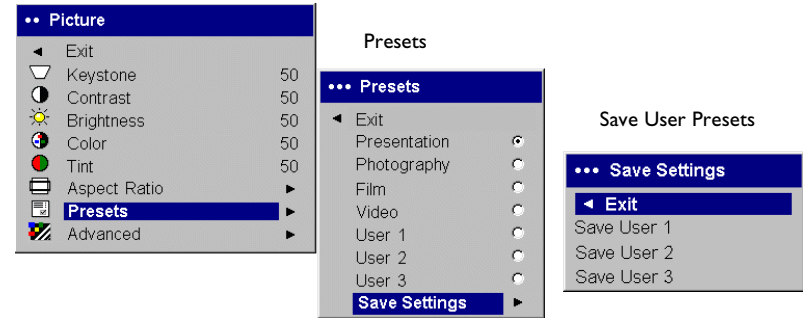 •• Picture
◄ Exit
Keystone 50
Contrast 50
Brightness 50
Color 50
Tint 50
Aspect Ratio ►
Presets ►
Advanced ►
Presets
••• Presets
◄ Exit
Presentation
Photography
Film
Video
User 1
User 2
User 3
Save Settings ►
Save User Presets
••• Save Settings
◄ Exit
Save User 1
Save User 2
Save User 3